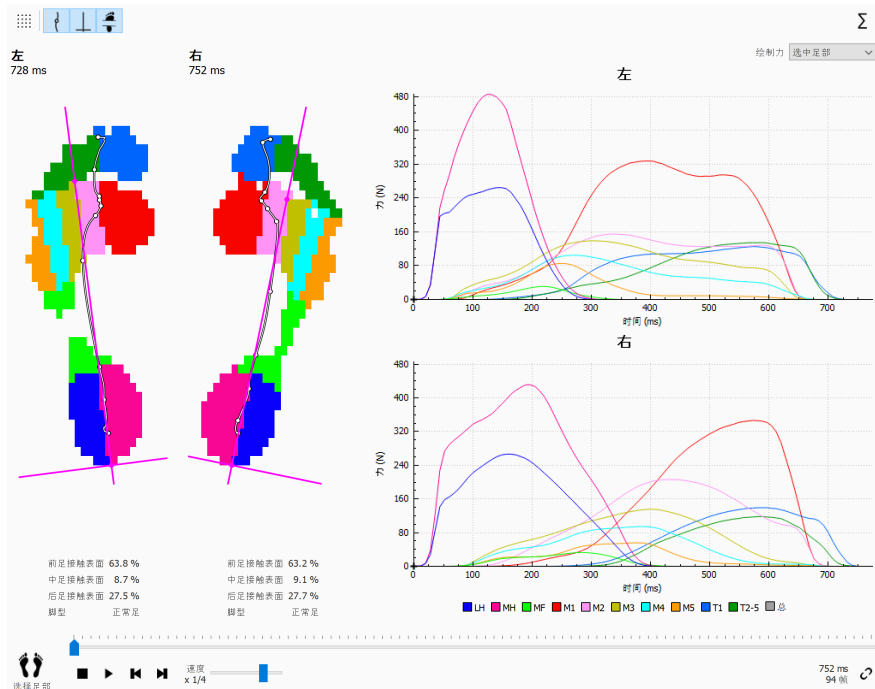 Σ
左
728 ms
右
752 ms
绘制力 选中足部
左
480
400
320
240
160
80
0
力 (N)
0 100 200 300 400 500 600 700
时间 (ms)
右
480
400
320
240
160
80
0
力 (N)
0 100 200 300 400 500 600 700
时间 (ms)
LH MH MF M1 M2 M3 M4 M5 T1 T2-5 总
前足接触表面 63.8 %
中足接触表面 8.7 %
后足接触表面 27.5 %
脚型 正常足
前足接触表面 63.2 %
中足接触表面 9.1 %
后足接触表面 27.7 %
脚型 正常足
选择足部
速度
x 1/4
752 ms
94 帧